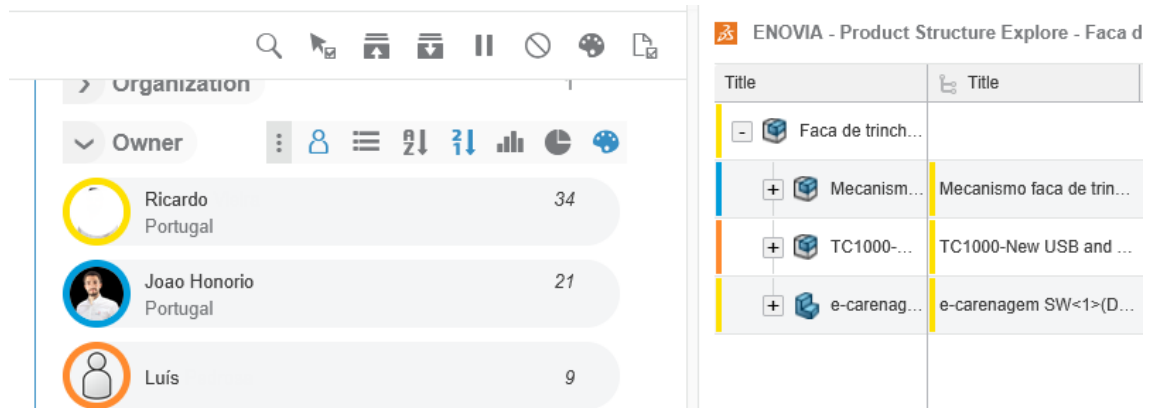 ENOVIA - Product Structure Explore - Faca d
Organization 1
Owner
Ricardo 34
Portugal
Joao Honorio 21
Portugal
Luís 9
Title Title
Faca de trinch...
Mecanism... Mecanismo faca de trin...
TC1000-... TC1000-New USB and ...
e-carenag... e-carenagem SW<1>(D...